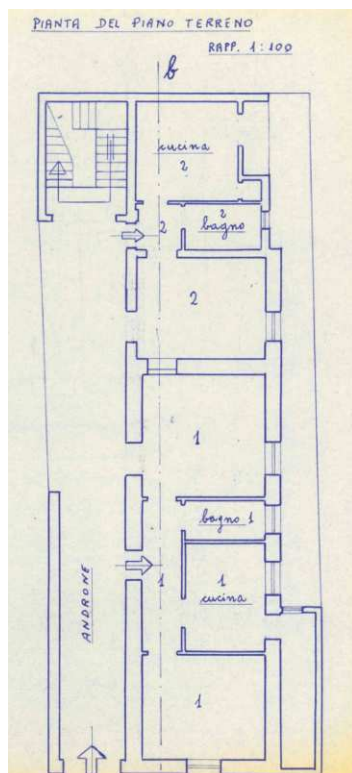 PIANTA DEL PIANO TERRENO
RAPP. 1:100
b
cucina
2
2
bagno
2
2
1
bagno 1
1
cucina
1
ANDRONE
1